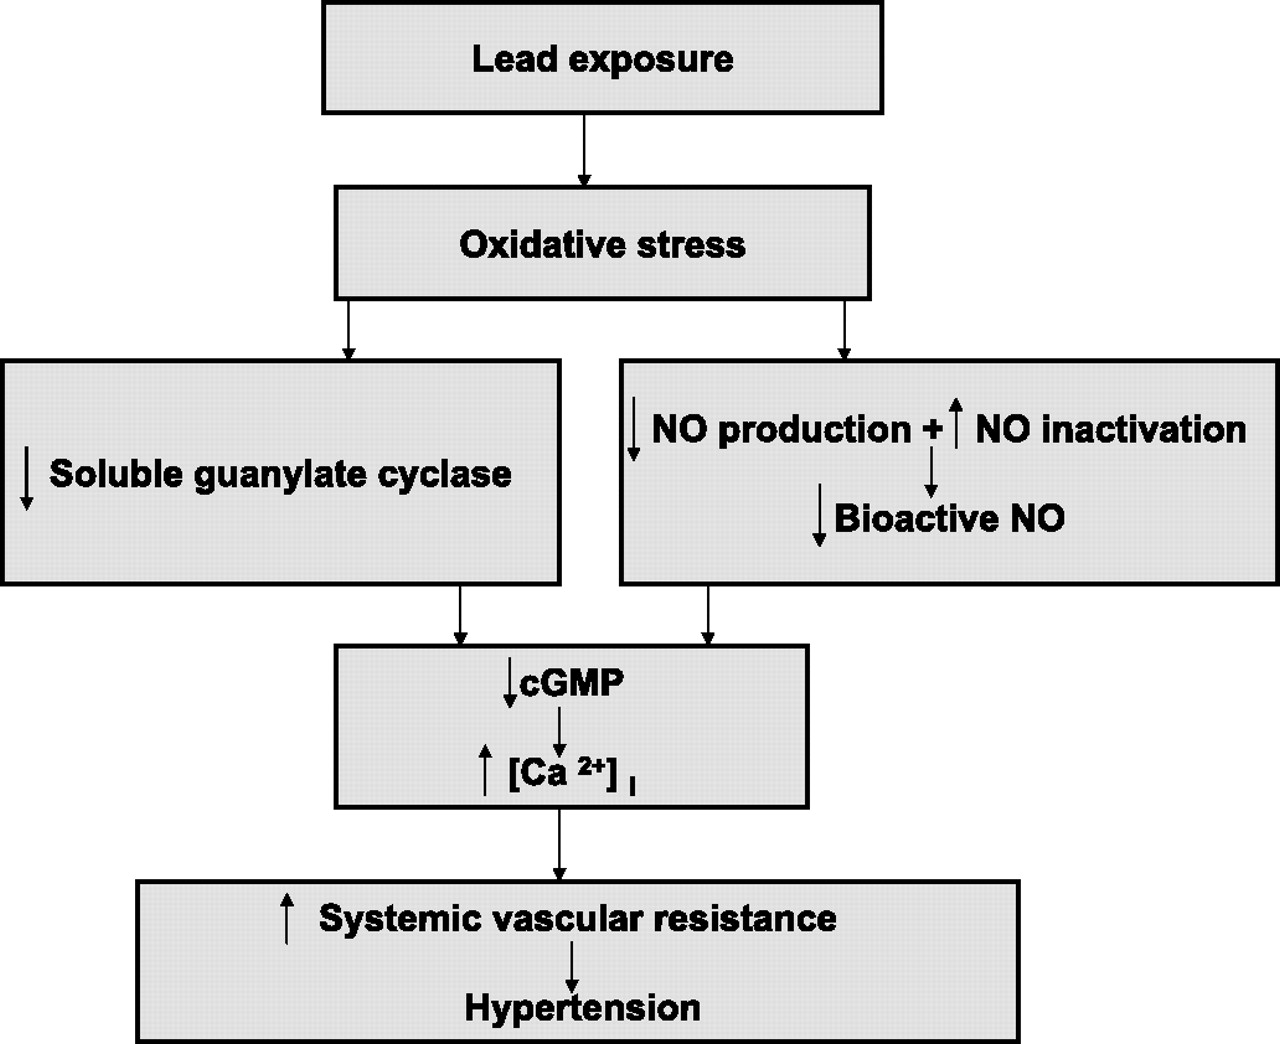 Lead exposure
Oxidative stress
↓ Soluble guanylate cyclase
↓ NO production + ↑ NO inactivation
↓
↓ Bioactive NO
↓ cGMP
↓
↑ [Ca 2+] I
↑ Systemic vascular resistance
↓
Hypertension